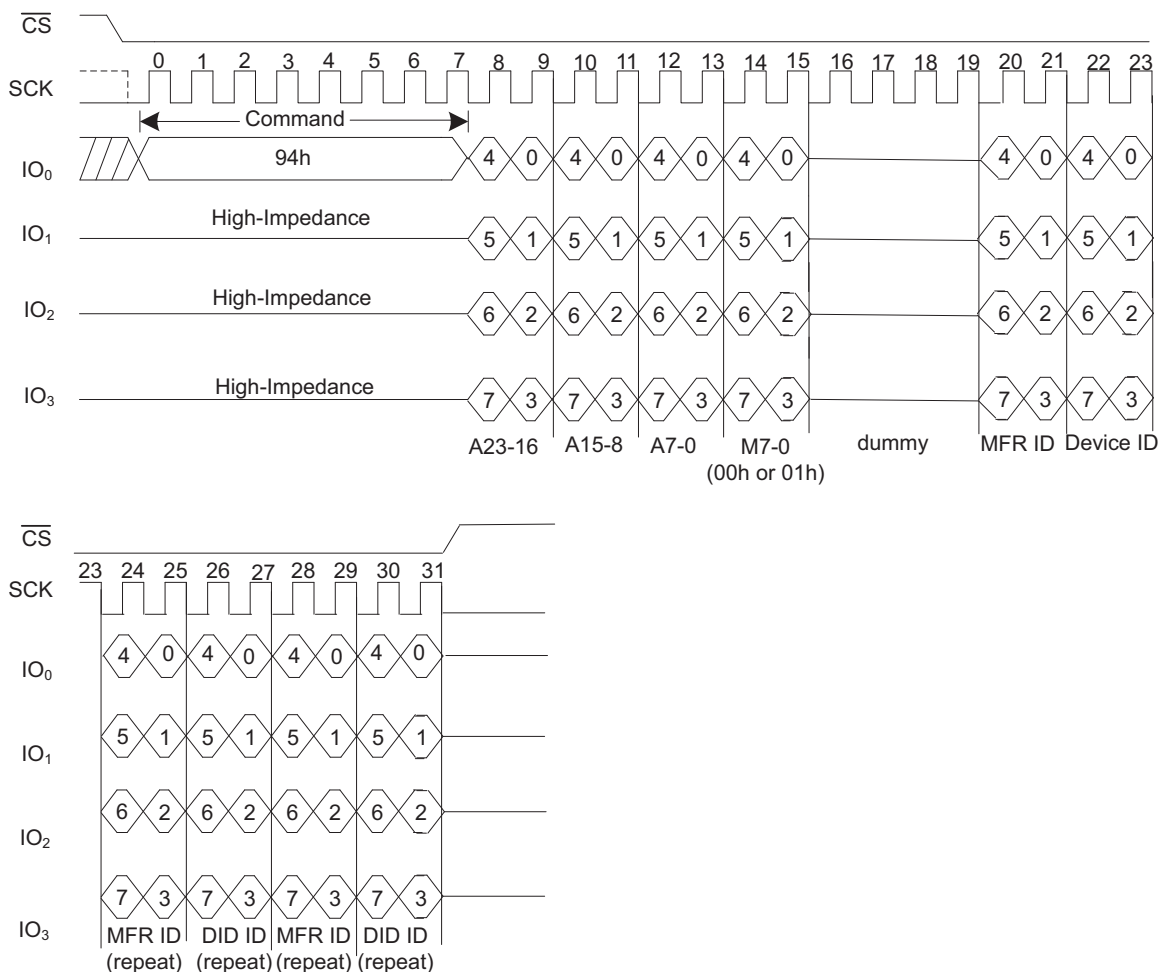 CS
0 1 2 3 4 5 6 7 8 9 10 11 12 13 14 15 16 17 18 19 20 21 22 23
SCK
Command
IO0 94h 4 0 4 0 4 0 4 0 4 0 4 0
High-Impedance
IO1 5 1 5 1 5 1 5 1 5 1 5 1
High-Impedance
IO2 6 2 6 2 6 2 6 2 6 2 6 2
High-Impedance
IO3 7 3 7 3 7 3 7 3 7 3 7 3
A23-16 A15-8 A7-0 M7-0 dummy MFR ID Device ID
(00h or 01h)
CS
23 24 25 26 27 28 29 30 31
SCK
IO0 4 0 4 0 4 0 4 0
IO1 5 1 5 1 5 1 5 1
IO2 6 2 6 2 6 2 6 2
IO3 7 3 7 3 7 3 7 3
MFR ID DID ID MFR ID DID ID
(repeat) (repeat) (repeat) (repeat)